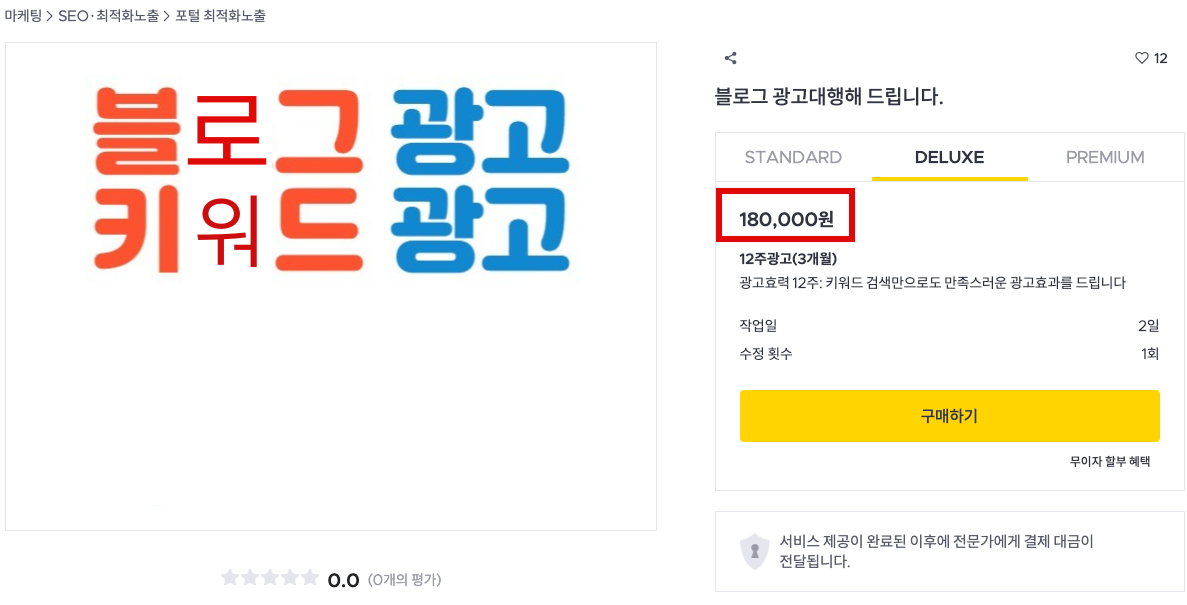 마케팅 > SEO·최적화노출 > 포털 최적화노출
블로그 광고
키워드 광고
0.0 (0개의 평가)
12
블로그 광고대행해 드립니다.
STANDARD DELUXE PREMIUM
180,000원
12주광고(3개월)
광고효력 12주: 키워드 검색만으로도 만족스러운 광고효과를 드립니다
작업일 2일
수정 횟수 1회
구매하기
무이자 할부 혜택
서비스 제공이 완료된 이후에 전문가에게 결제 대금이
전달됩니다.